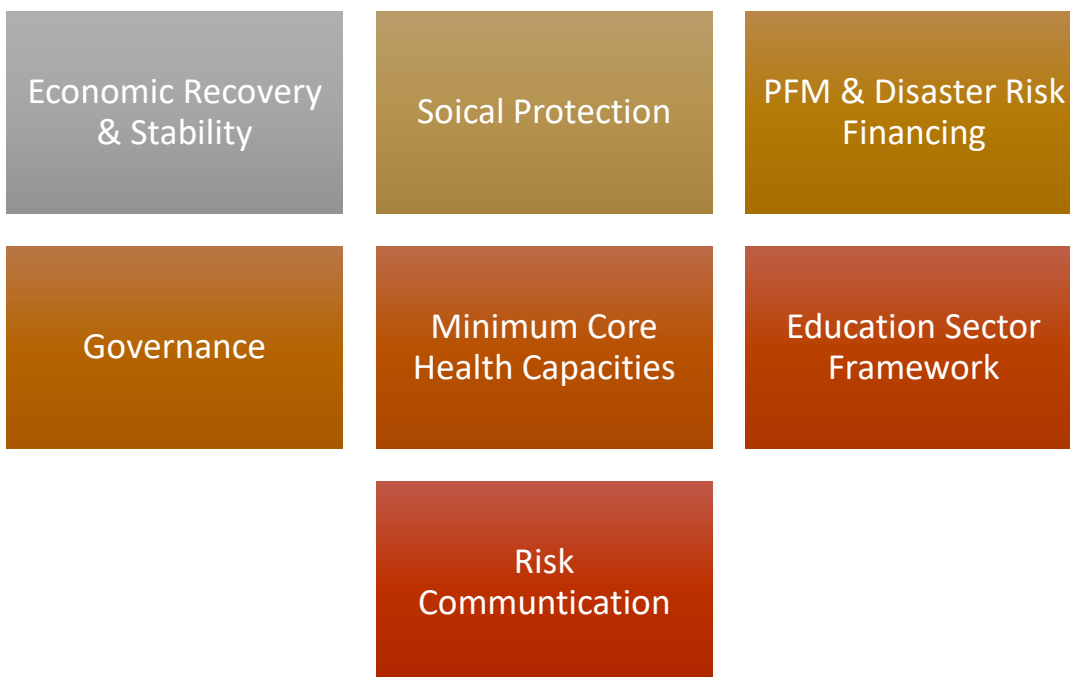 Economic Recovery
& Stability
Soical Protection
PFM & Disaster Risk
Financing
Governance
Minimum Core
Health Capacities
Education Sector
Framework
Risk
Communtication